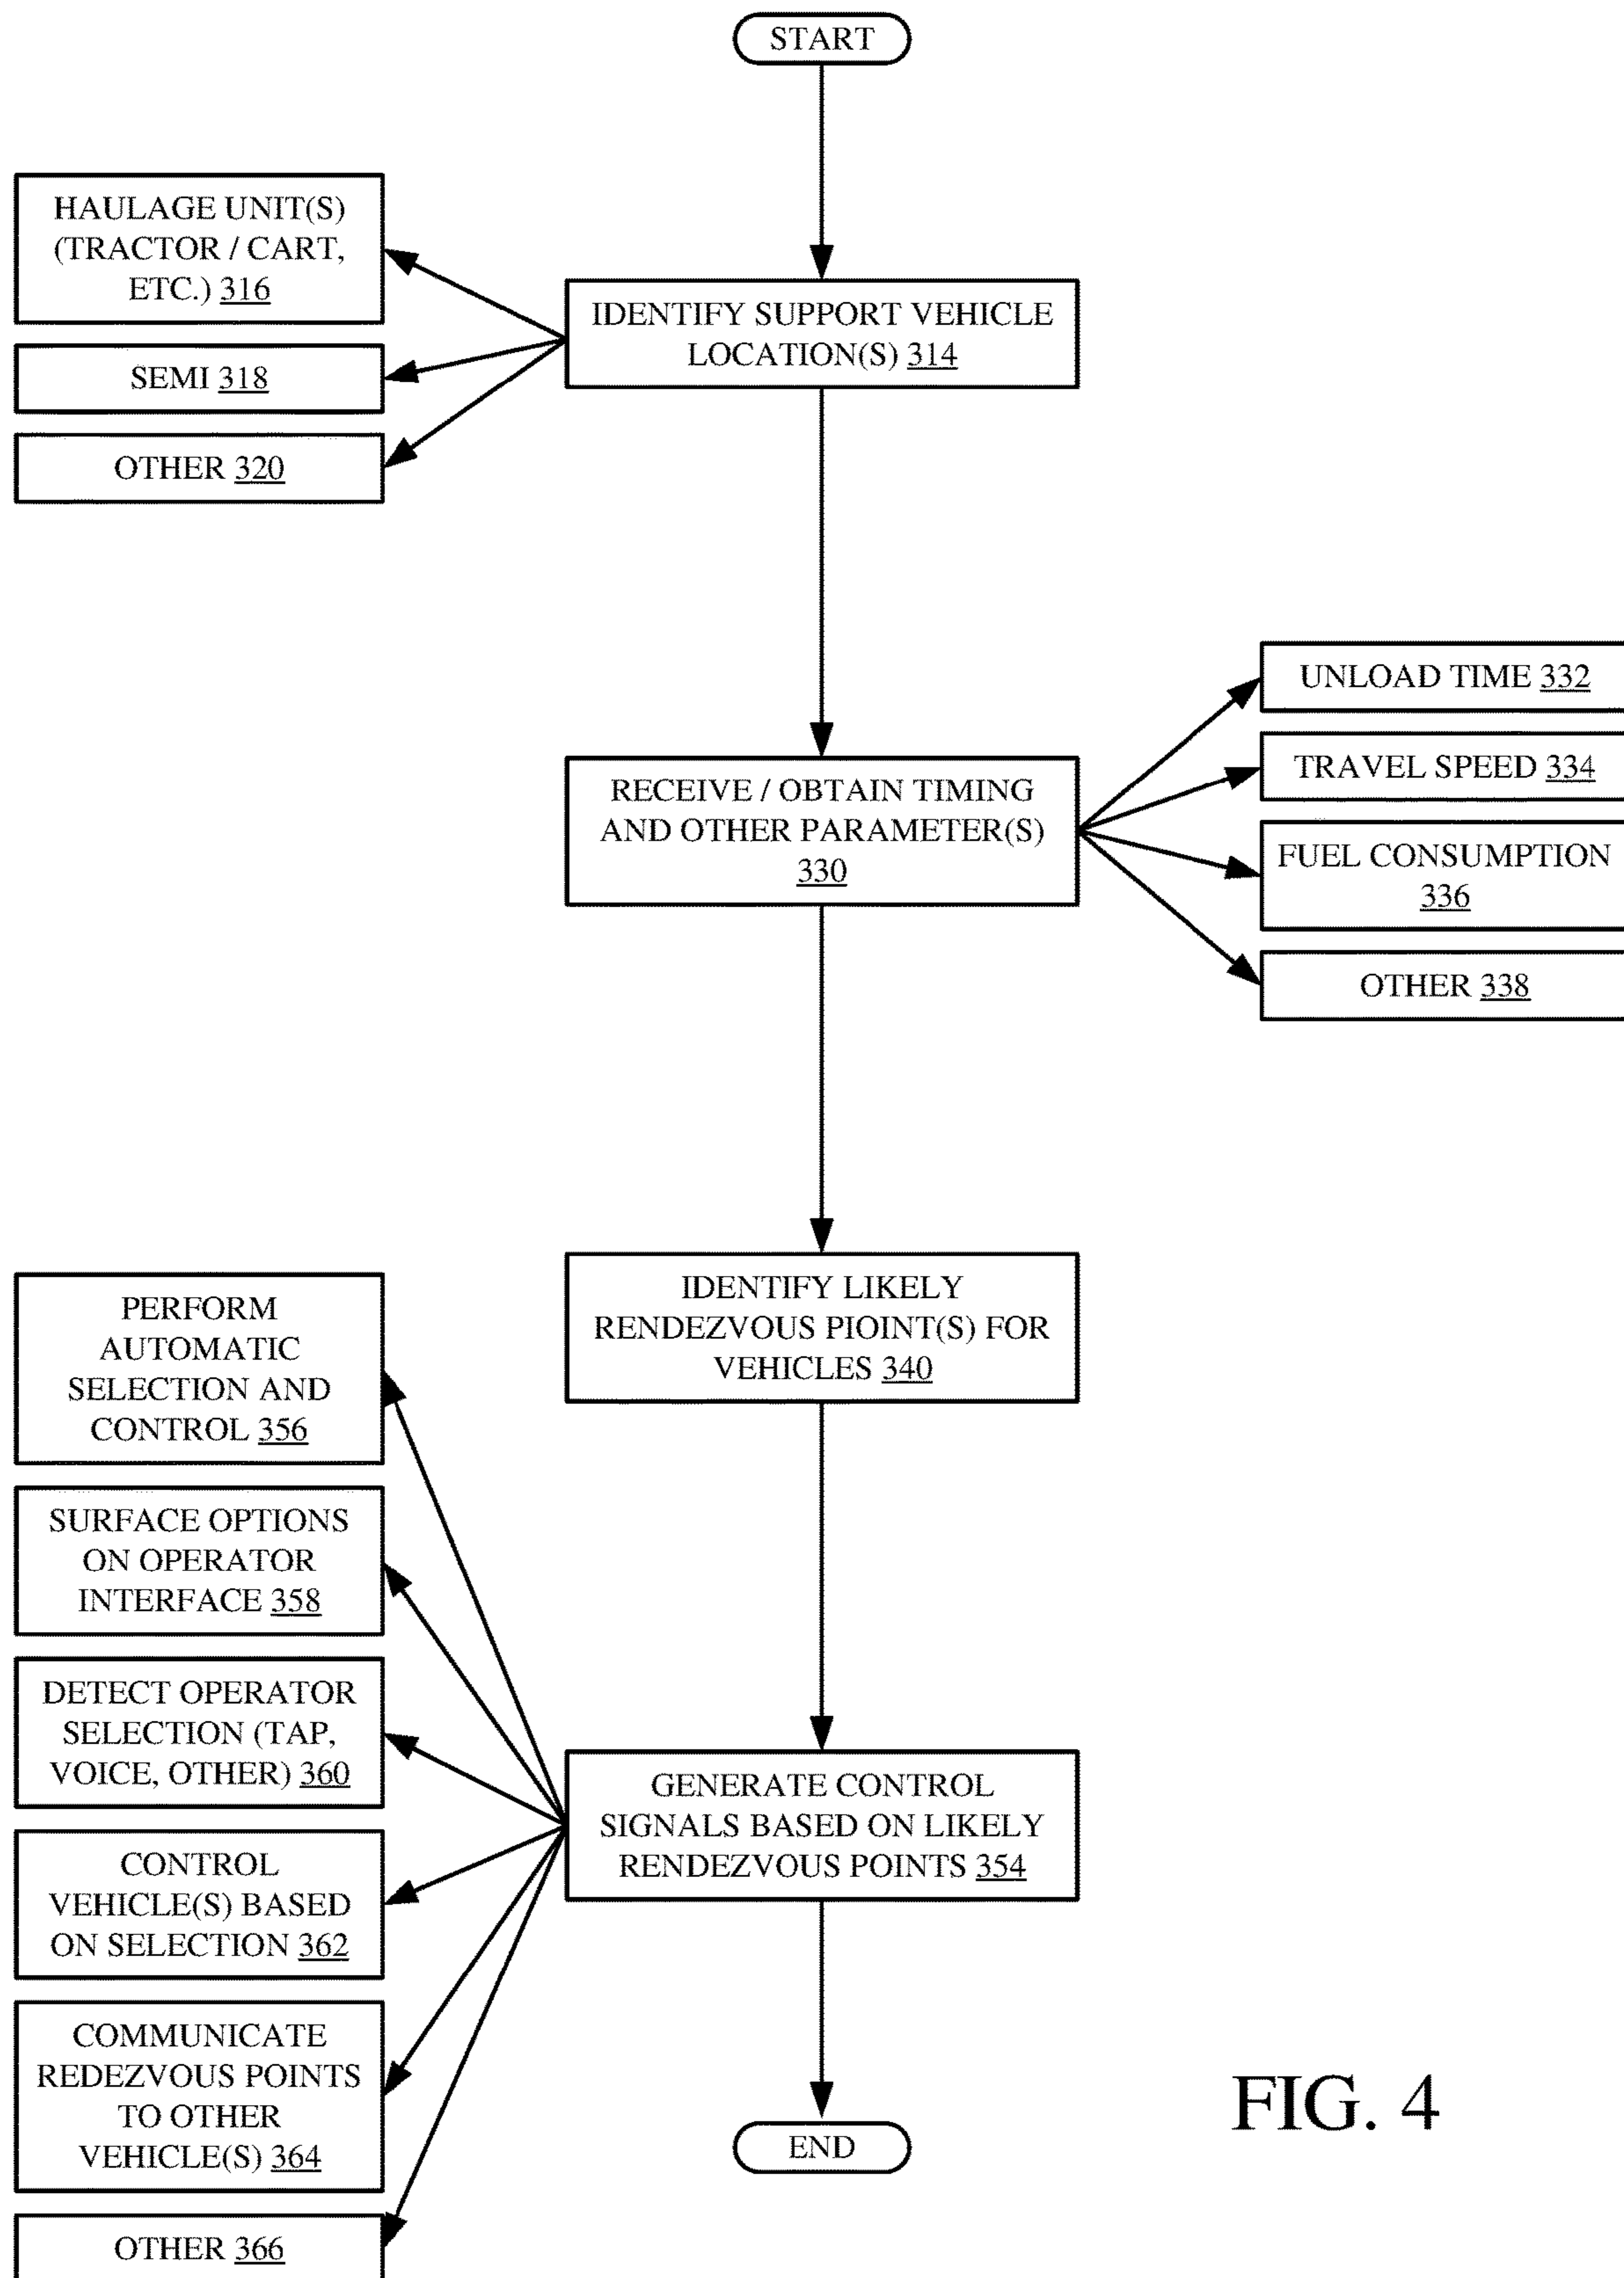 START
HAULAGE UNIT(S)
(TRACTOR / CART,
ETC.) 316
SEMI 318
OTHER 320
IDENTIFY SUPPORT VEHICLE
LOCATION(S) 314
UNLOAD TIME 332
TRAVEL SPEED 334
FUEL CONSUMPTION
336
OTHER 338
RECEIVE / OBTAIN TIMING
AND OTHER PARAMETER(S)
330
IDENTIFY LIKELY
RENDEZVOUS PIOINT(S) FOR
VEHICLES 340
PERFORM
AUTOMATIC
SELECTION AND
CONTROL 356
SURFACE OPTIONS
ON OPERATOR
INTERFACE 358
DETECT OPERATOR
SELECTION (TAP,
VOICE, OTHER) 360
CONTROL
VEHICLE(S) BASED
ON SELECTION 362
COMMUNICATE
REDEZVOUS POINTS
TO OTHER
VEHICLE(S) 364
OTHER 366
GENERATE CONTROL
SIGNALS BASED ON LIKELY
RENDEZVOUS POINTS 354
END
FIG. 4